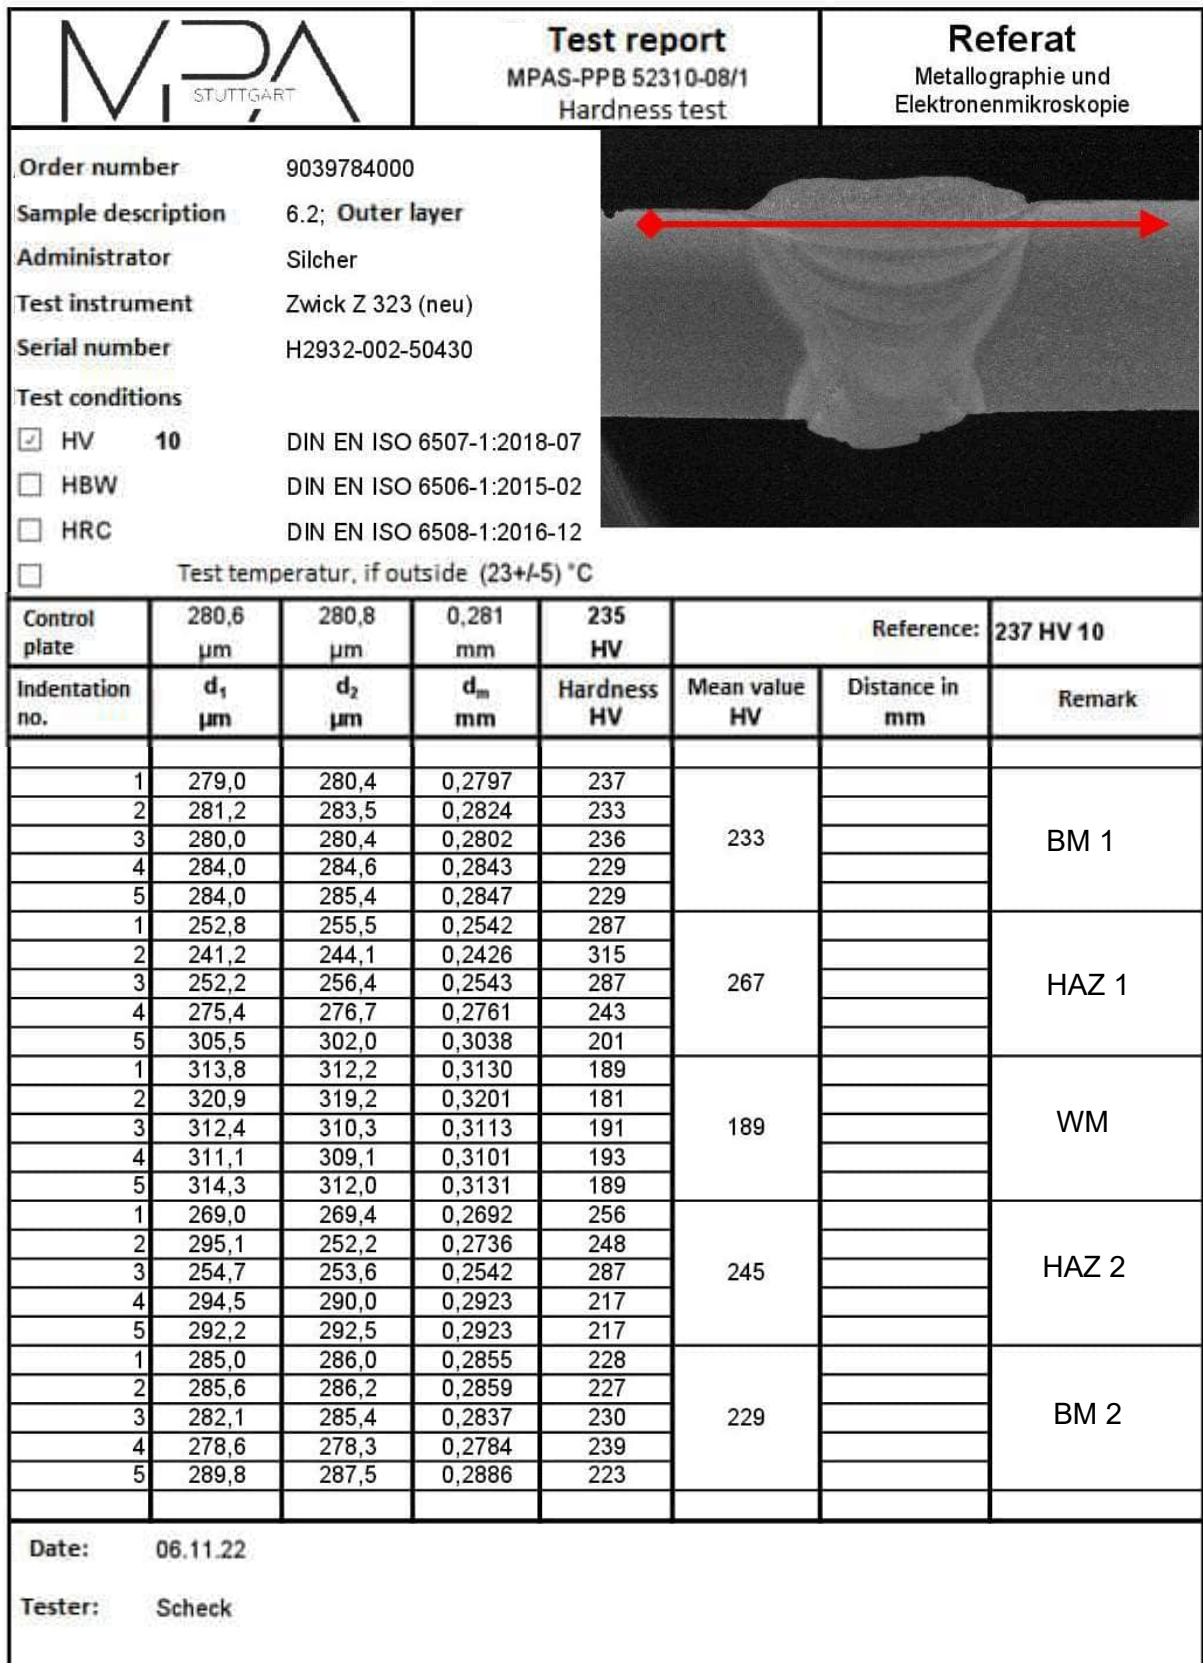 MPA
STUTTGART
Test report
MPAS-PPB 52310-08/1
Hardness test
Referat
Metallographie und
Elektronenmikroskopie
Order number 9039784000
Sample description 6.2; Outer layer
Administrator Silcher
Test instrument Zwick Z 323 (neu)
Serial number H2932-002-50430
Test conditions
HV 10 DIN EN ISO 6507-1:2018-07
HBW DIN EN ISO 6506-1:2015-02
HRC DIN EN ISO 6508-1:2016-12
Test temperatur, if outside (23+/-5) °C
Control plate 280,6 µm 280,8 µm 0,281 mm 235 HV Reference: 237 HV 10
Indentation no. d₁ µm d₂ µm dₘ mm Hardness HV Mean value HV Distance in mm Remark
1 279,0 280,4 0,2797 237
2 281,2 283,5 0,2824 233
3 280,0 280,4 0,2802 236 233 BM 1
4 284,0 284,6 0,2843 229
5 284,0 285,4 0,2847 229
1 252,8 255,5 0,2542 287
2 241,2 244,1 0,2426 315
3 252,2 256,4 0,2543 287 267 HAZ 1
4 275,4 276,7 0,2761 243
5 305,5 302,0 0,3038 201
1 313,8 312,2 0,3130 189
2 320,9 319,2 0,3201 181
3 312,4 310,3 0,3113 191 189 WM
4 311,1 309,1 0,3101 193
5 314,3 312,0 0,3131 189
1 269,0 269,4 0,2692 256
2 295,1 252,2 0,2736 248
3 254,7 253,6 0,2542 287 245 HAZ 2
4 294,5 290,0 0,2923 217
5 292,2 292,5 0,2923 217
1 285,0 286,0 0,2855 228
2 285,6 286,2 0,2859 227
3 282,1 285,4 0,2837 230 229 BM 2
4 278,6 278,3 0,2784 239
5 289,8 287,5 0,2886 223
Date: 06.11.22
Tester: Scheck